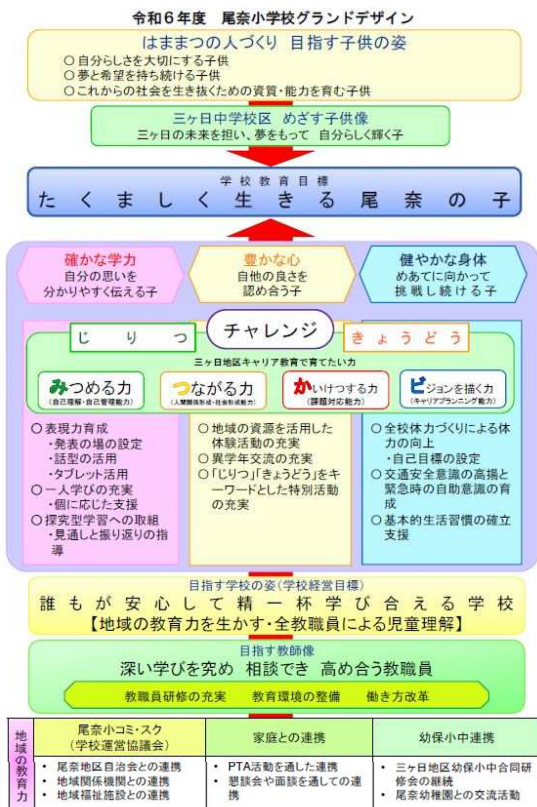 令和6年度 尾奈小学校グランドデザイン
はままつの人づくり 目指す子供の姿
○ 自分らしさを大切にする子供
○ 夢と希望を持ち続ける子供
○ これからの社会を生き抜くための資質・能力を育む子供
三ヶ日中学校区 めざす子供像
三ヶ日の未来を担い、夢をもって 自分らしく輝く子
学校教育目標
たくましく生きる尾奈の子
確かな学力
自分の思いを
分かりやすく伝える子
豊かな心
自他の良さを
認め合う子
健やかな身体
めあてに向かって
挑戦し続ける子
じりつ
チャレンジ
きょうどう
三ヶ日地区キャリア教育で育てたい力
みつめる力
(自己理解・自己管理能力)
つながる力
(人間関係形成・社会形成能力)
かいけつする力
(課題対応能力)
ビジョンを描く力
(キャリアプランニング能力)
○ 表現力育成
・発表の場の設定
・話型の活用
・タブレット活用
○ 一人学びの充実
・個に応じた支援
○ 探究型学習への取組
・見通しと振り返りの指
導
○ 地域の資源を活用した
体験活動の充実
○ 異学年交流の充実
○ 「じりつ」「きょうどう」をキ
ーワードとした特別活動
の充実
○ 全校体力づくりによる体
力の向上
・自己目標の設定
○ 交通安全意識の高揚と
緊急時の自助意識の育
成
○ 基本的生活習慣の確立
支援
目指す学校の姿(学校経営目標)
誰もが安心して精一杯学び合える学校
【地域の教育力を生かす・全教職員による児童理解】
目指す教師像
深い学びを究め 相談でき 高め合う教職員
教職員研修の充実 教育環境の整備 働き方改革
地域の教育力
尾奈小コミ・スク
(学校運営協議会)
• 尾奈地区自治会との連携
• 地域関係機関との連携
• 地域福祉施設との連携
家庭との連携
• PTA活動を通した連携
• 懇談会や面談を通しての連
携
幼保小中連携
• 三ヶ日地区幼保小中合同研
修会の継続
• 尾奈幼稚園との交流活動